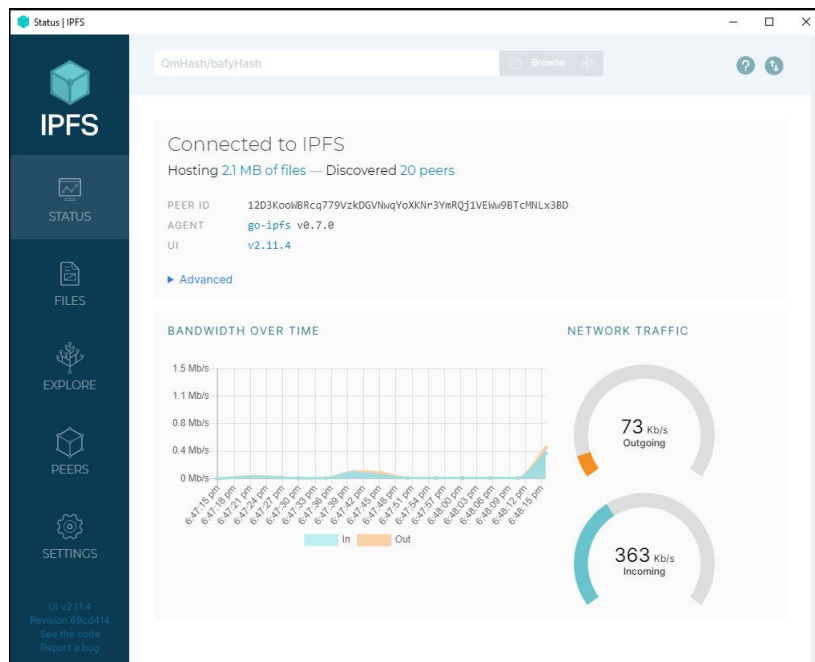 Status | IPFS
QmHash/bafyHash
Browse
IPFS
STATUS
FILES
EXPLORE
PEERS
SETTINGS
UI v2.11.4
Revision 69cd414
See the code
Report a bug
Connected to IPFS
Hosting 2.1 MB of files — Discovered 20 peers
PEER ID 12D3KooWBRcq779VzkDGVNwqYoXKNr3YmRQj1VEWw9BTcMNLx3BD
AGENT go-ipfs v0.7.0
UI v2.11.4
Advanced
BANDWIDTH OVER TIME
1.5 Mb/s
1.1 Mb/s
0.8 Mb/s
0.4 Mb/s
0 Mb/s
6:47:15 pm
6:47:18 pm
6:47:21 pm
6:47:24 pm
6:47:27 pm
6:47:30 pm
6:47:33 pm
6:47:36 pm
6:47:39 pm
6:47:42 pm
6:47:45 pm
6:47:48 pm
6:47:51 pm
6:47:54 pm
6:47:57 pm
6:48:00 pm
6:48:03 pm
6:48:06 pm
6:48:09 pm
6:48:12 pm
6:48:15 pm
In Out
NETWORK TRAFFIC
73 Kb/s
Outgoing
363 Kb/s
Incoming